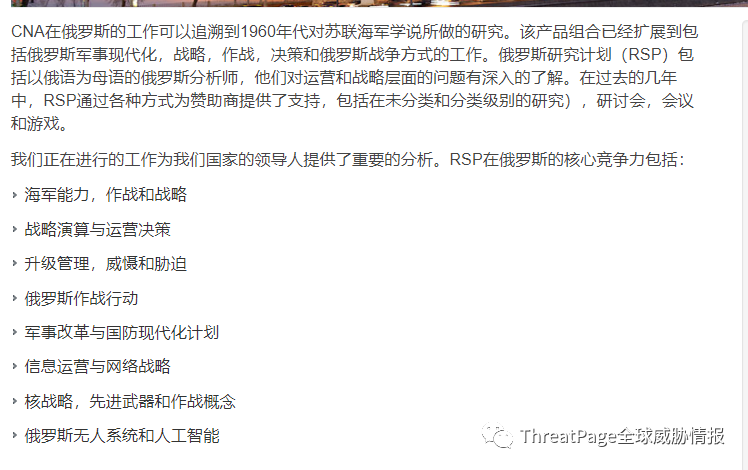 CNA在俄罗斯的工作可以追溯到1960年代对苏联海军学说所做的研究。该产品组合已经扩展到包
括俄罗斯军事现代化，战略，作战，决策和俄罗斯战争方式的工作。俄罗斯研究计划（RSP）包
括以俄语为母语的俄罗斯分析师，他们对运营和战略层面的问题有深入的了解。在过去的几年
中，RSP通过各种方式为赞助商提供了支持，包括在未分类和分类级别的研究），研讨会，会议
和游戏。
我们正在进行的工作为我们国家的领导人提供了重要的分析。RSP在俄罗斯的核心竞争力包括：
海军能力，作战和战略
战略演算与运营决策
升级管理，威慑和胁迫
俄罗斯作战行动
军事改革与国防现代化计划
信息运营与网络战略
核战略，先进武器和作战概念
俄罗斯无人系统和人工智能
ThreatPage全球威胁情报